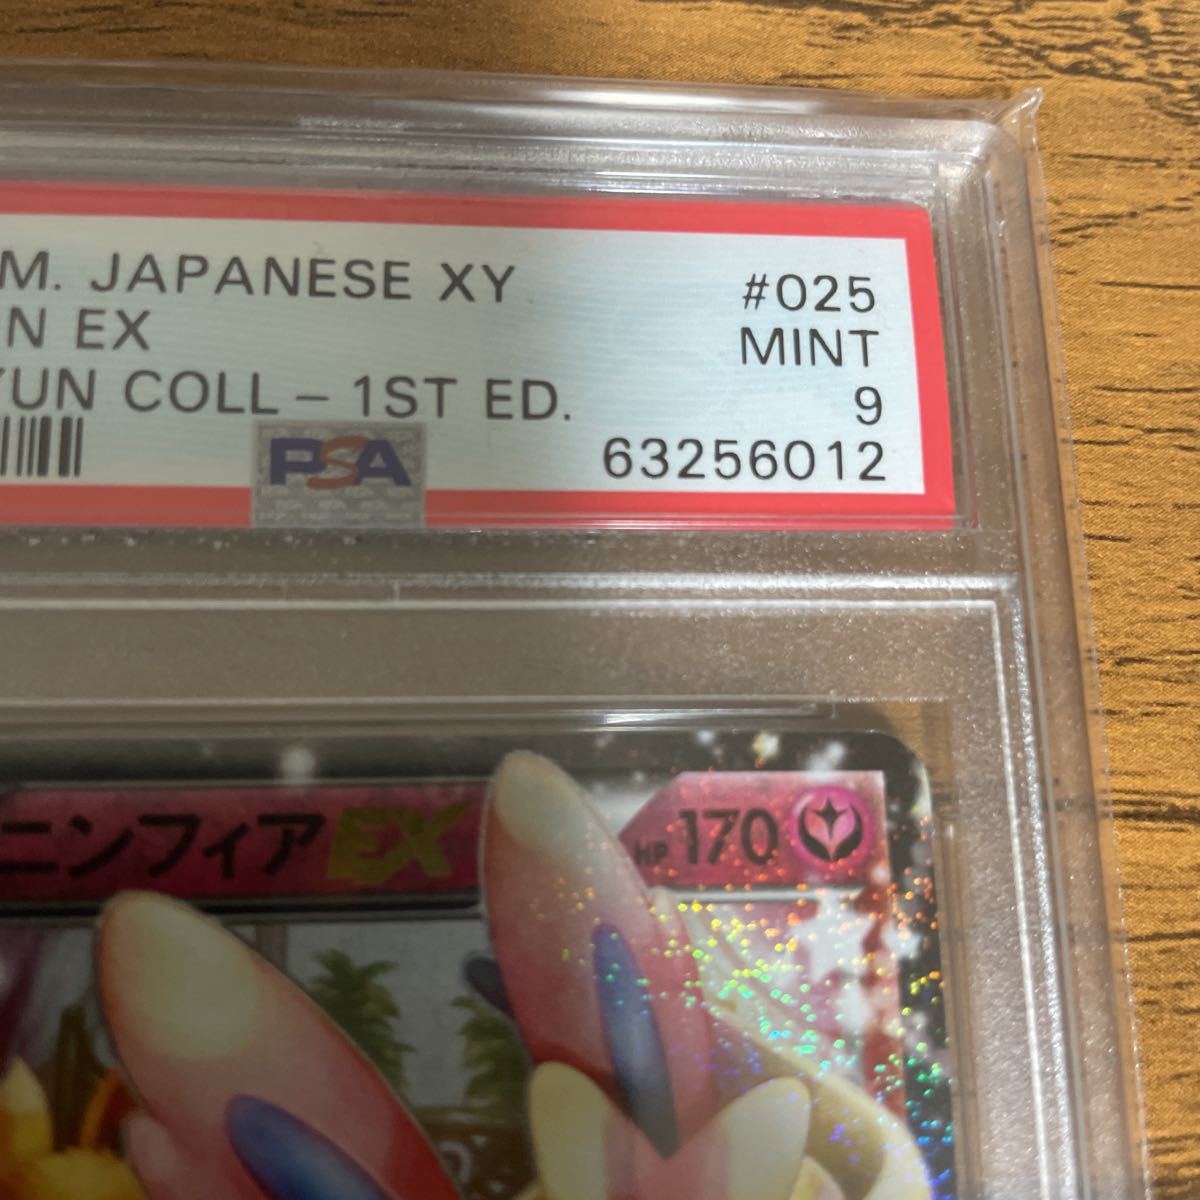 M. JAPANESE XY #025
N EX MINT
YUN COLL – 1ST ED. 9
PSA 63256012
ニンフィアEX HP 170